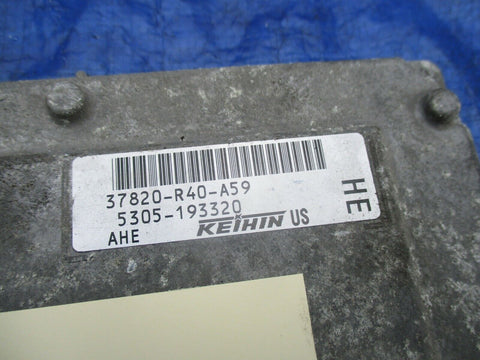 37820-R40-A59
5305-193320
AHE KEIHIN US
HE